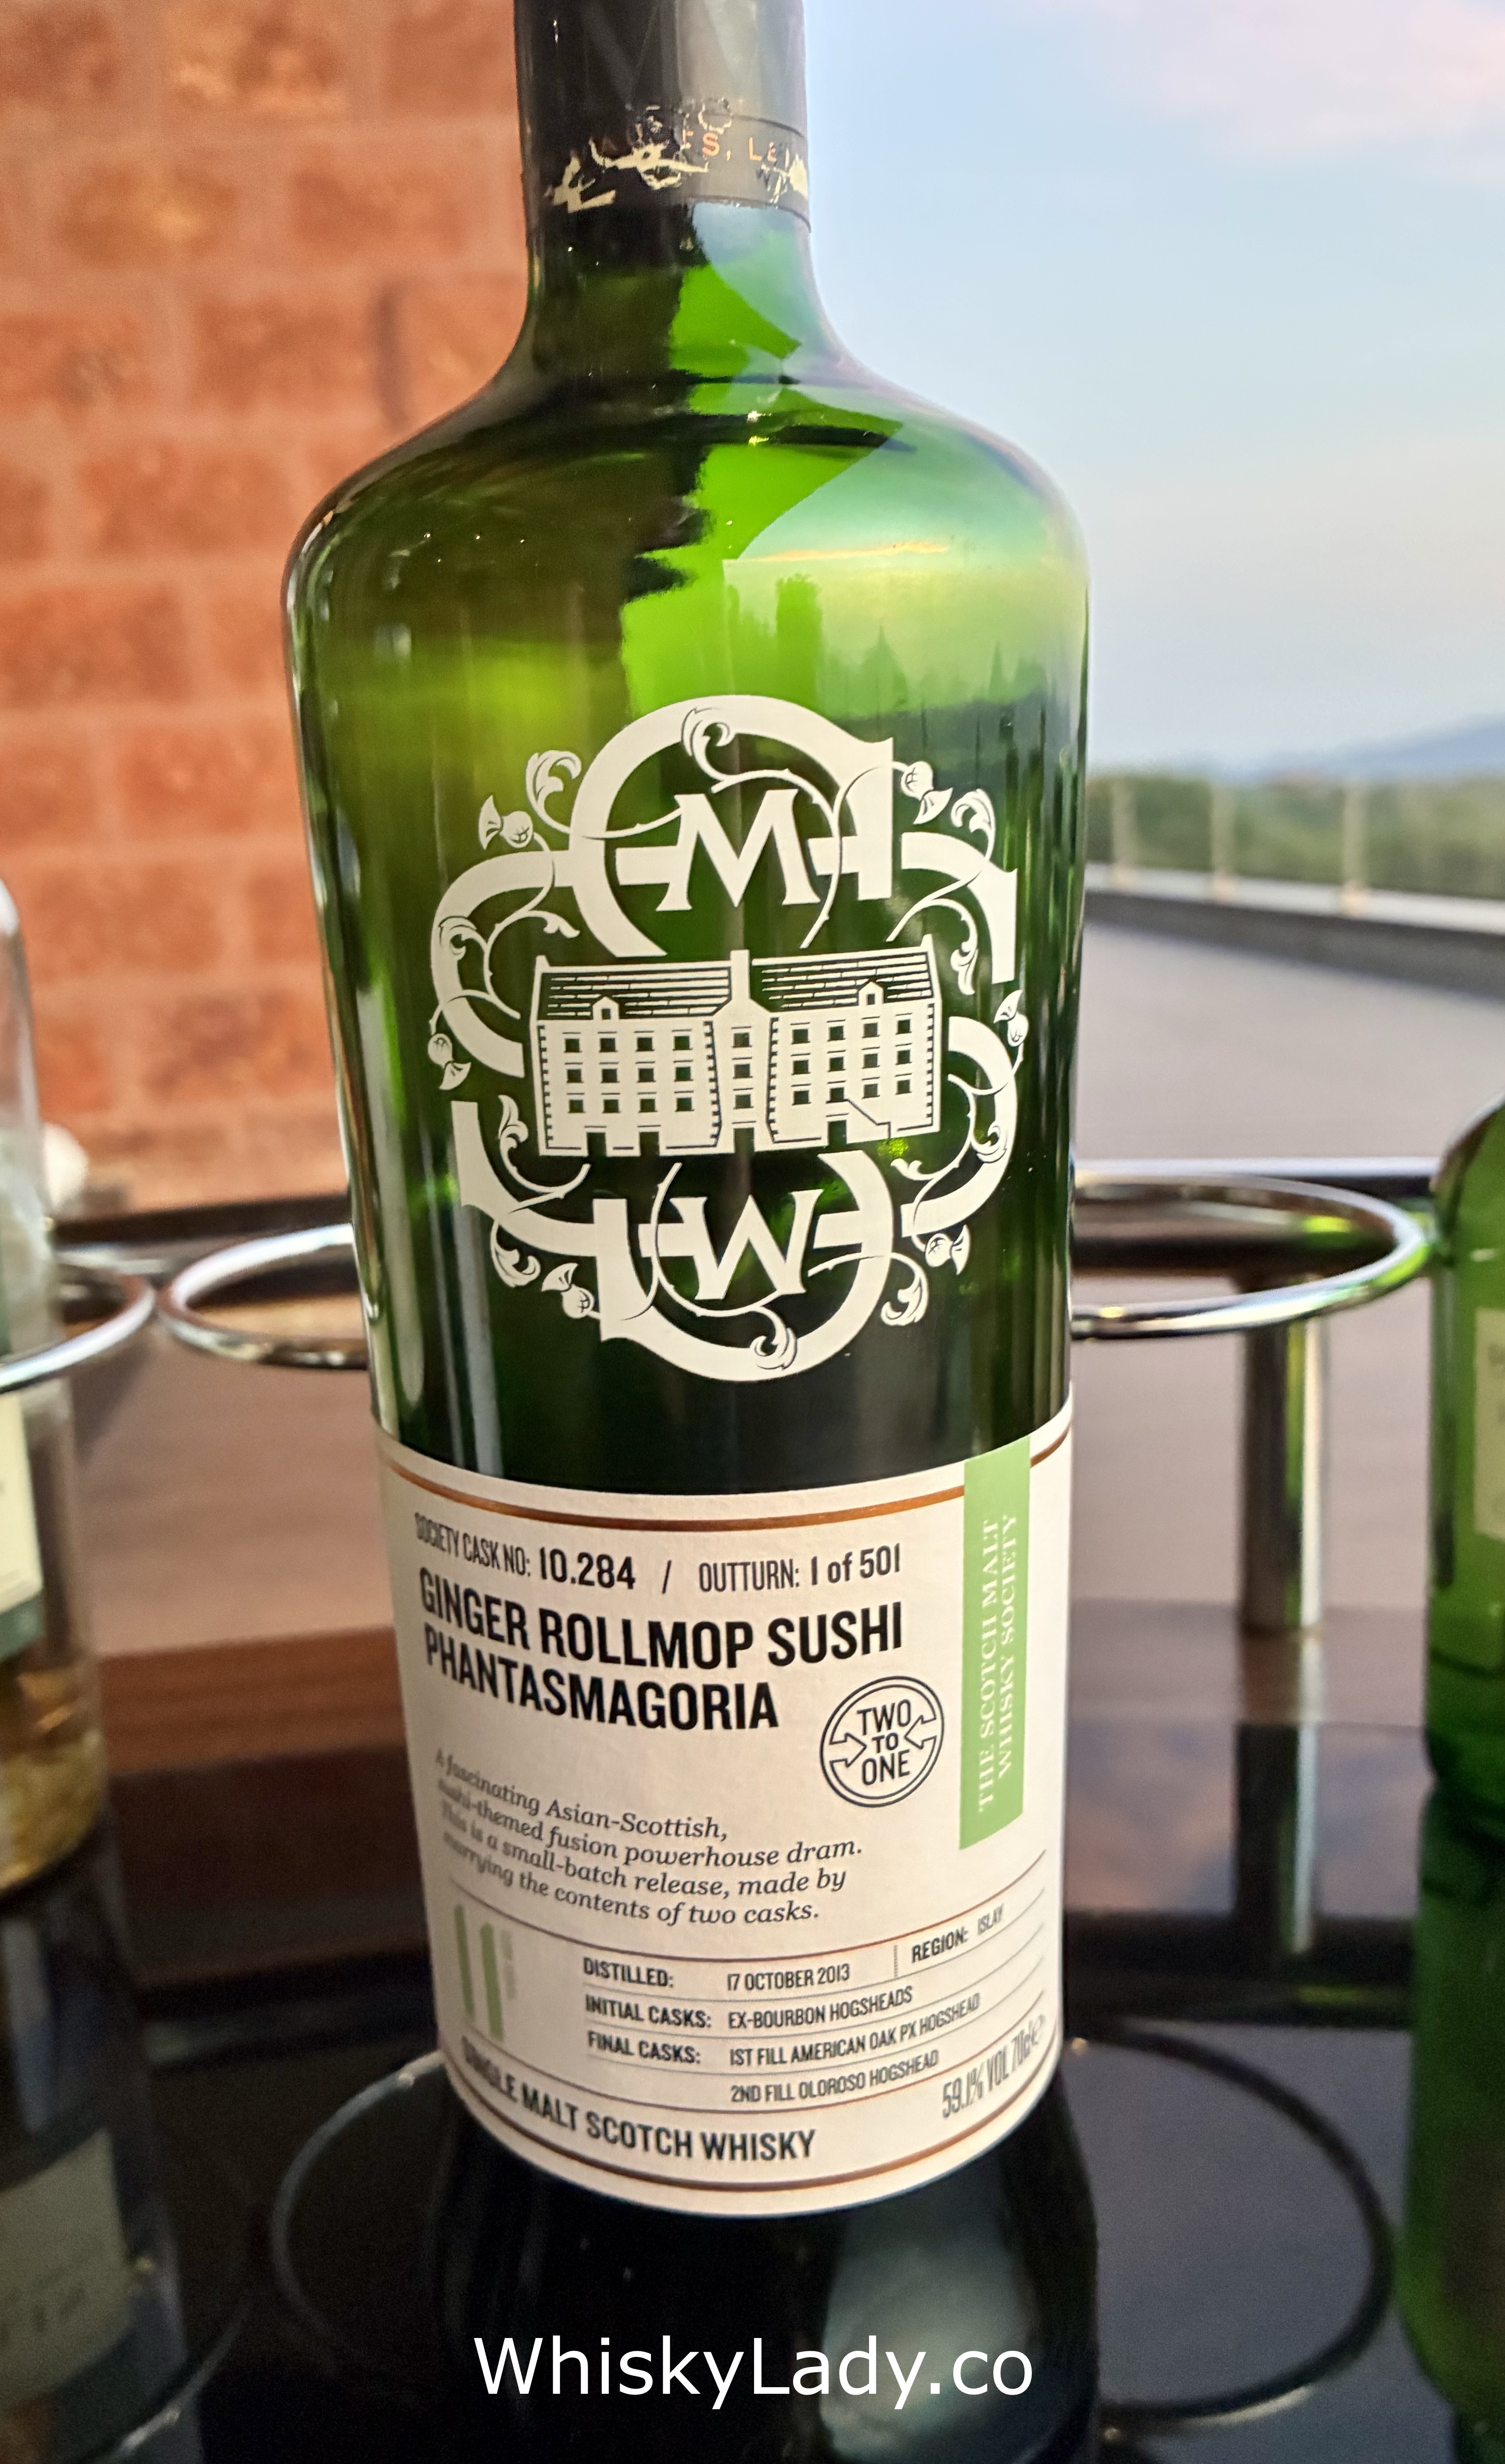 S, LEI
M
W
SOCIETY CASK NO: 10.284 / OUTTURN: 1 of 501
GINGER ROLLMOP SUSHI
PHANTASMAGORIA
TWO
TO
ONE
THE SCOTCH MALT
WHISKY SOCIETY
A fascinating Asian-Scottish,
sushi-themed fusion powerhouse dram.
This is a small-batch release, made by
marrying the contents of two casks.
11
DISTILLED: 17 OCTOBER 2013 REGION: ISLAY
INITIAL CASKS: EX-BOURBON HOGSHEADS
FINAL CASKS: 1ST FILL AMERICAN OAK PX HOGSHEAD
2ND FILL OLOROSO HOGSHEAD
SINGLE MALT SCOTCH WHISKY
59.1% VOL 70cl e
WhiskyLady.co